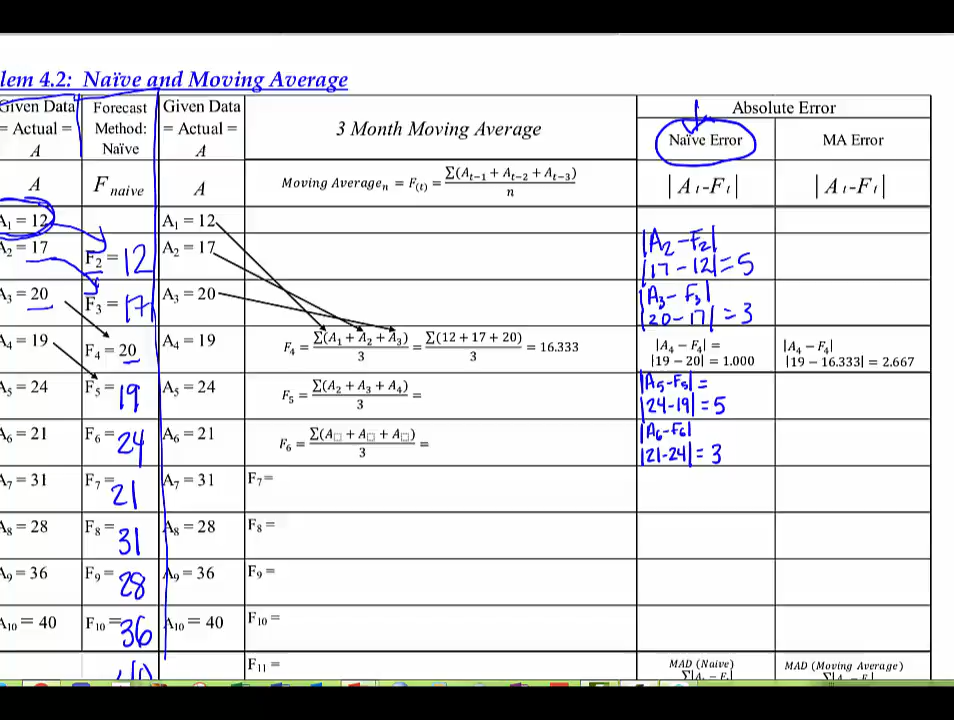 lem 4.2: Naïve and Moving Average
Given Data
= Actual =
A
Forecast
Method:
Naïve
Given Data
= Actual =
A
3 Month Moving Average
Absolute Error
Naïve Error
MA Error
A
F naive
A
Moving Average_n = F_(t) = ∑(A_t−1 + A_t−2 + A_t−3) / n
| A t -F t |
| A t -F t |
A₁ = 12
A₁ = 12
A₂ = 17
F₂ = 12
A₂ = 17
|A₂ - F₂|
|17 - 12| = 5
A₃ = 20
F₃ = 17
A₃ = 20
|A₃ - F₃|
|20 - 17| = 3
A₄ = 19
F₄ = 20
A₄ = 19
F₄ = ∑(A₁ + A₂ + A₃) / 3 = ∑(12 + 17 + 20) / 3 = 16.333
|A₄ − F₄| =
|19 − 20| = 1.000
|A₄ − F₄|
|19 − 16.333| = 2.667
A₅ = 24
F₅ = 19
A₅ = 24
F₅ = ∑(A₂ + A₃ + A₄) / 3 =
|A₅-F₅| =
|24-19| = 5
A₆ = 21
F₆ = 24
A₆ = 21
F₆ = ∑(A□ + A□ + A□) / 3 =
|A₆-F₆|
|21-24| = 3
A₇ = 31
F₇ = 21
A₇ = 31
F₇ =
A₈ = 28
F₈ = 31
A₈ = 28
F₈ =
A₉ = 36
F₉ = 28
A₉ = 36
F₉ =
A₁₀ = 40
F₁₀ = 36
A₁₀ = 40
F₁₀ =
F₁₁ =
MAD (Naive)
MAD (Moving Average)